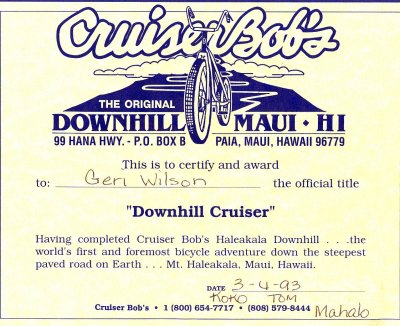 Cruiser Bob's
THE ORIGINAL
DOWNHILL MAUI • HI
99 HANA HWY. - P.O. BOX B PAIA, MAUI, HAWAII 96779
This is to certify and award
to: Geri Wilson the official title
"Downhill Cruiser"
Having completed Cruiser Bob's Haleakala Downhill . . .the
world's first and foremost bicycle adventure down the steepest
paved road on Earth . . . Mt. Haleakala, Maui, Hawaii.
DATE 3-4-93
KOKO TOM
Cruiser Bob's • 1 (800) 654-7717 • (808) 579-8444 Mahalo